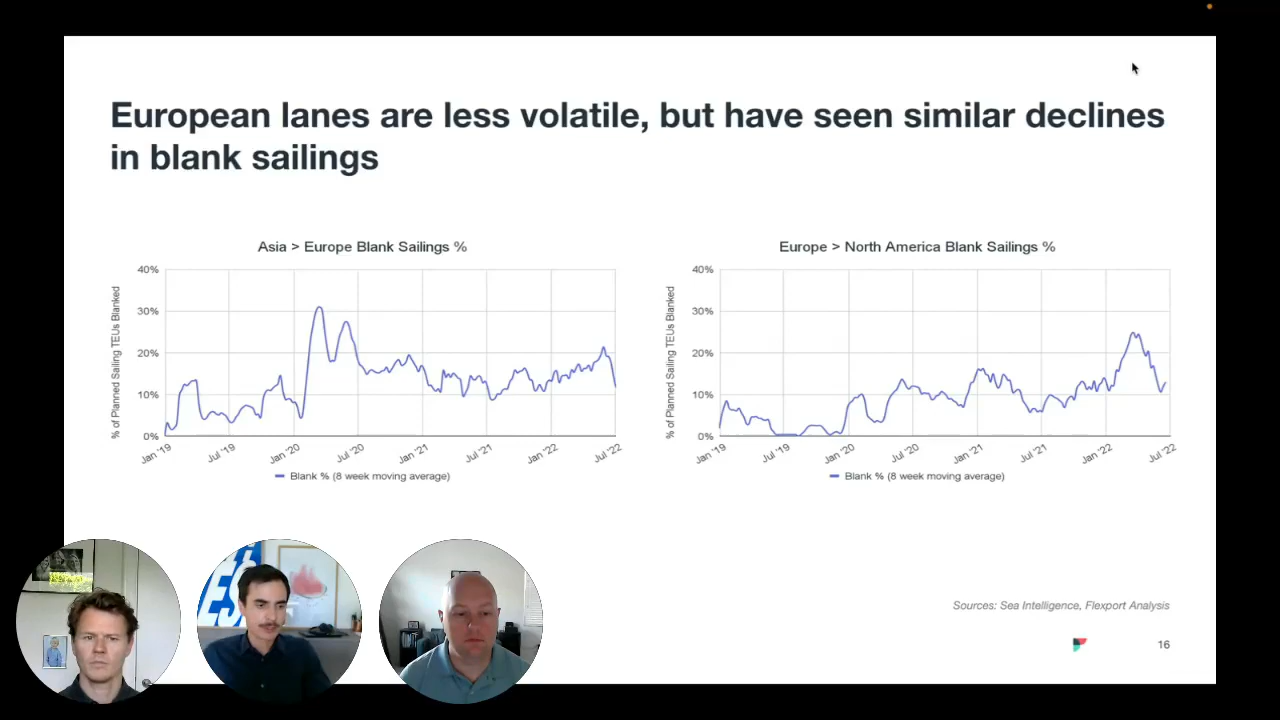 European lanes are less volatile, but have seen similar declines
in blank sailings
Asia > Europe Blank Sailings %
% of Planned Sailing TEUs Blanked
40%
30%
20%
10%
0%
Jan '19
Jul '19
Jan '20
Jul '20
Jan '21
Jul '21
Jan '22
Jul '22
Blank % (8 week moving average)
Europe > North America Blank Sailings %
% of Planned Sailing TEUs Blanked
40%
30%
20%
10%
0%
Jan '19
Jul '19
Jan '20
Jul '20
Jan '21
Jul '21
Jan '22
Jul '22
Blank % (8 week moving average)
Sources: Sea Intelligence, Flexport Analysis
16